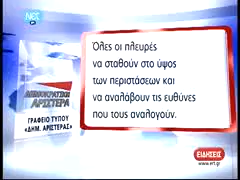 NET
Όλες οι πλευρές
να σταθούν στο ύψος
των περιστάσεων και
να αναλάβουν τις ευθύνες
που τους αναλογούν.
ΔΗΜΟΚΡΑΤΙΚΗ
ΑΡΙΣΤΕΡΑ
ΓΡΑΦΕΙΟ ΤΥΠΟΥ
«ΔΗΜ. ΑΡΙΣΤΕΡΑΣ»
ΕΙΔΗΣΕΙΣ
www.ert.gr